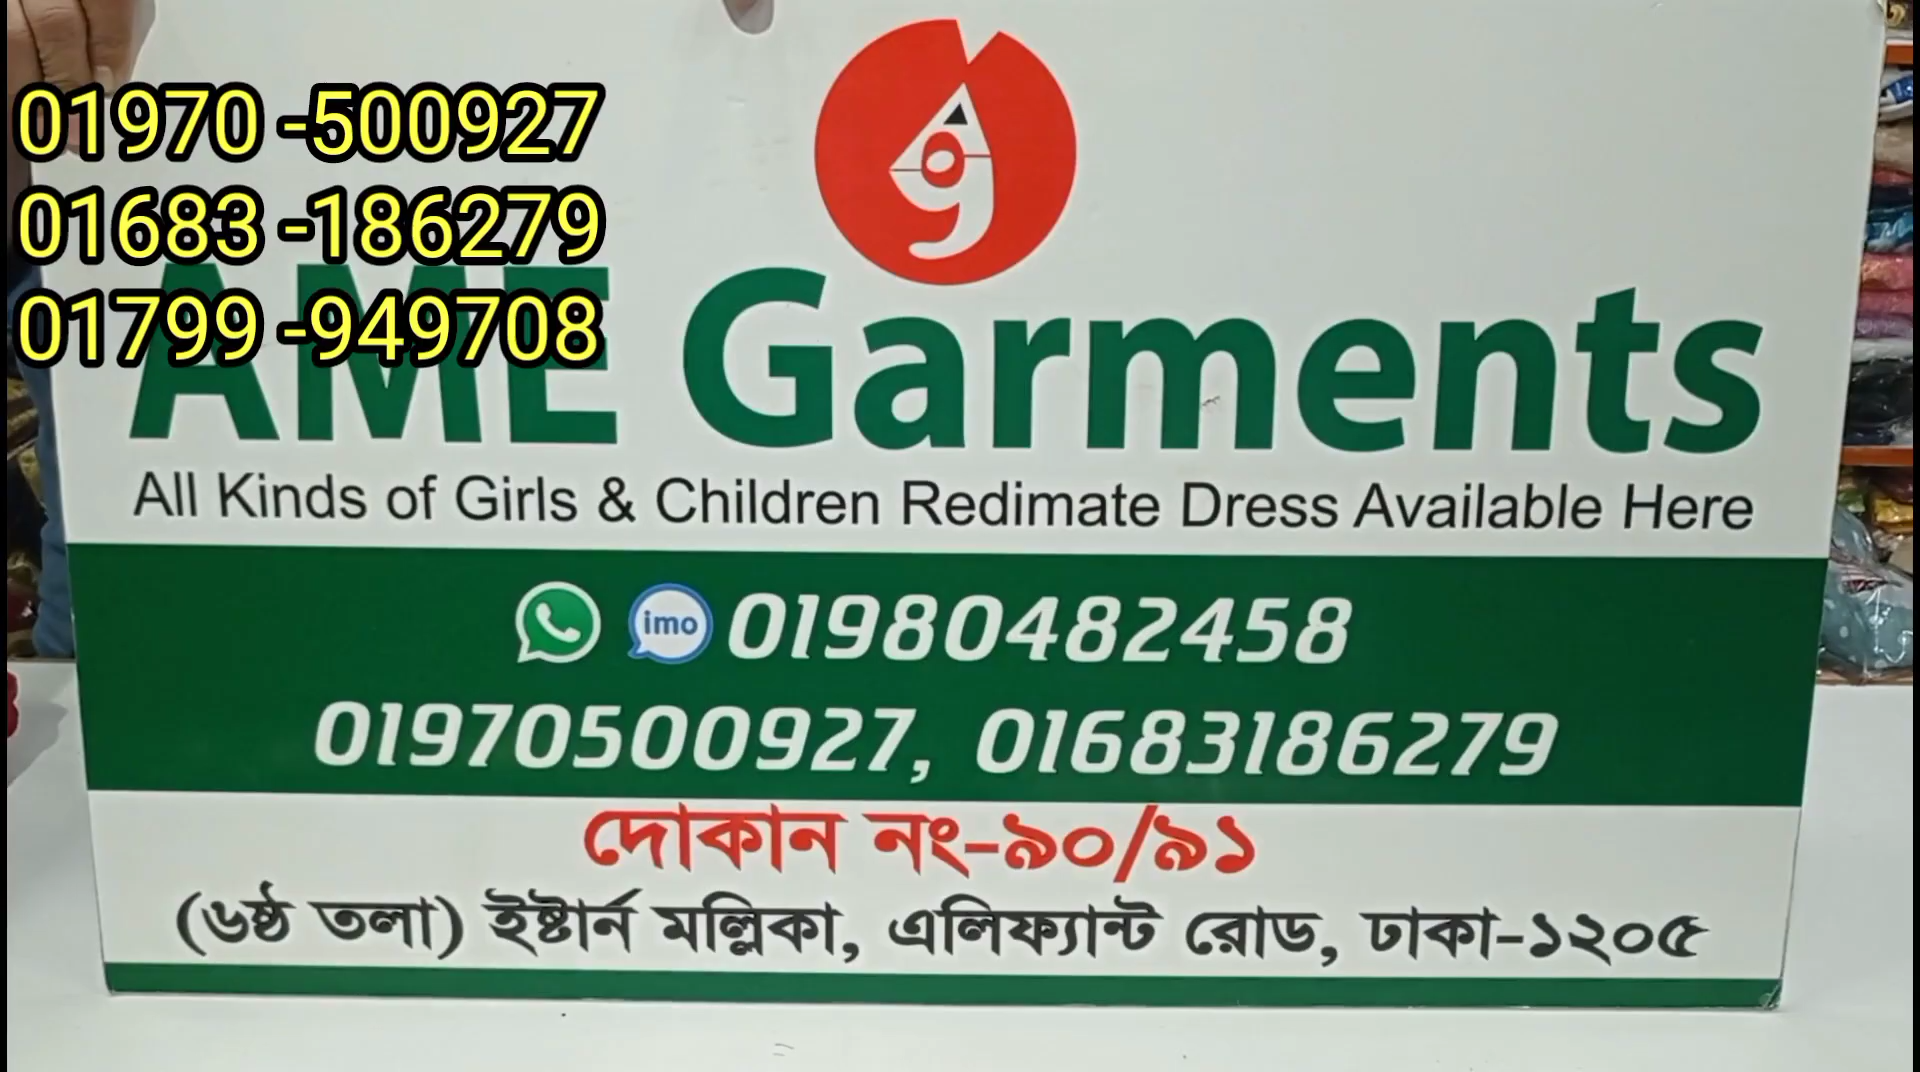 01970 -500927
01683 -186279
01799 -949708
AME Garments
All Kinds of Girls & Children Redimate Dress Available Here
imo 01980482458
01970500927, 01683186279
দোকান নং-৯০/৯১
(৬ষ্ঠ তলা) ইষ্টার্ন মল্লিকা, এলিফ্যান্ট রোড, ঢাকা-১২০৫